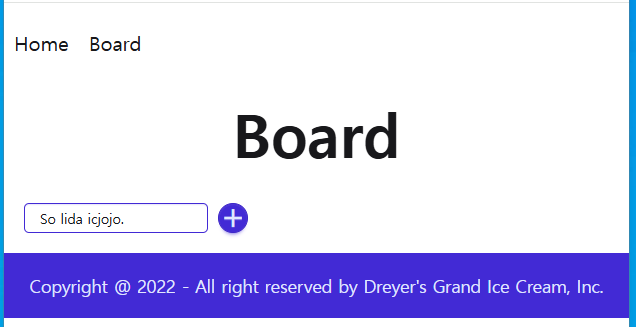 Home Board
Board
So lida icjojo.
Copyright @ 2022 - All right reserved by Dreyer's Grand Ice Cream, Inc.